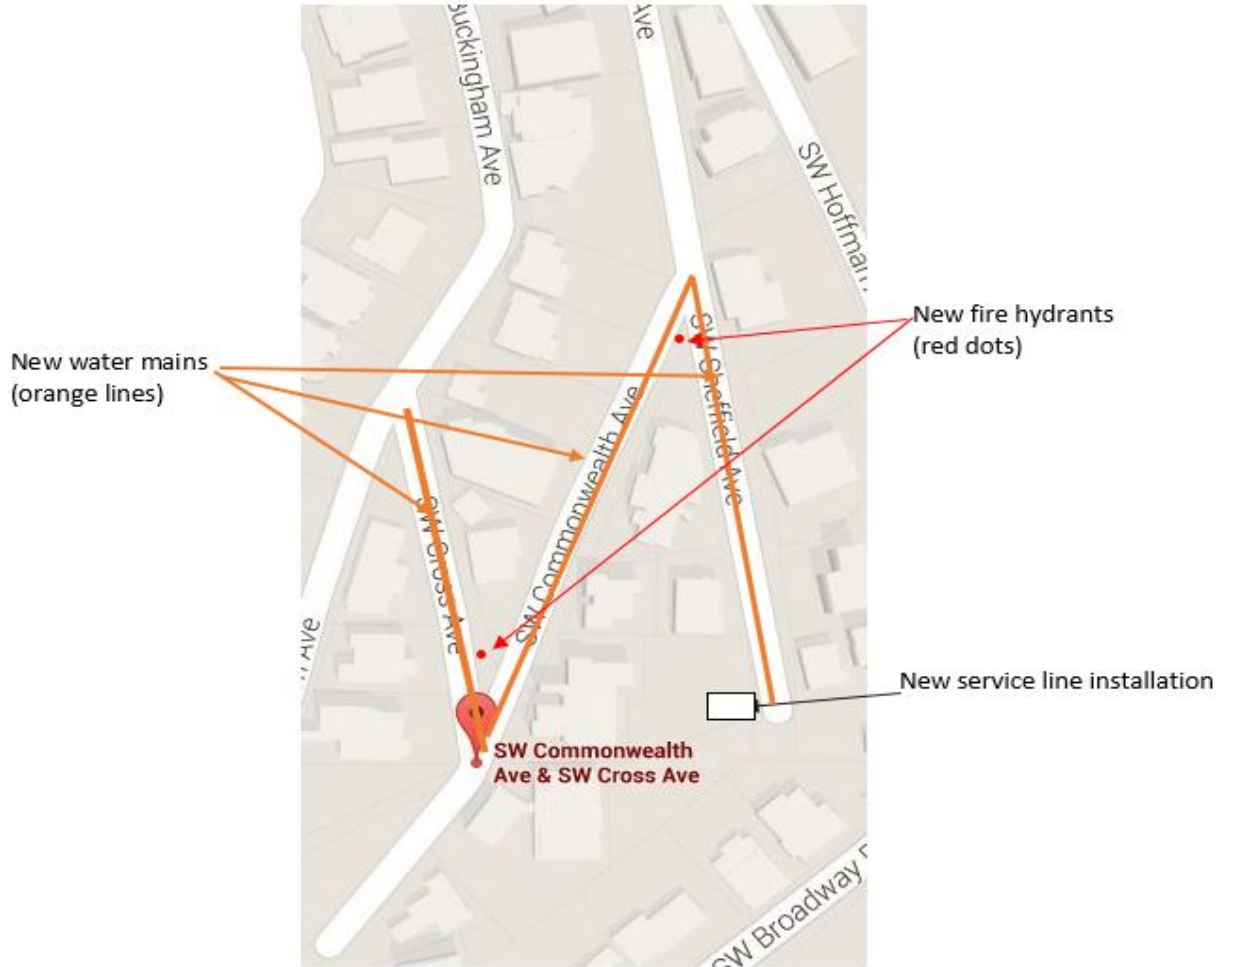 Buckingham Ave
Ave
SW Hoffman
New fire hydrants
(red dots)
New water mains
(orange lines)
SW Sheffield Ave
SW Commonwealth Ave
SW Cross Ave
Ave
New service line installation
SW Commonwealth
Ave & SW Cross Ave
SW Broadway